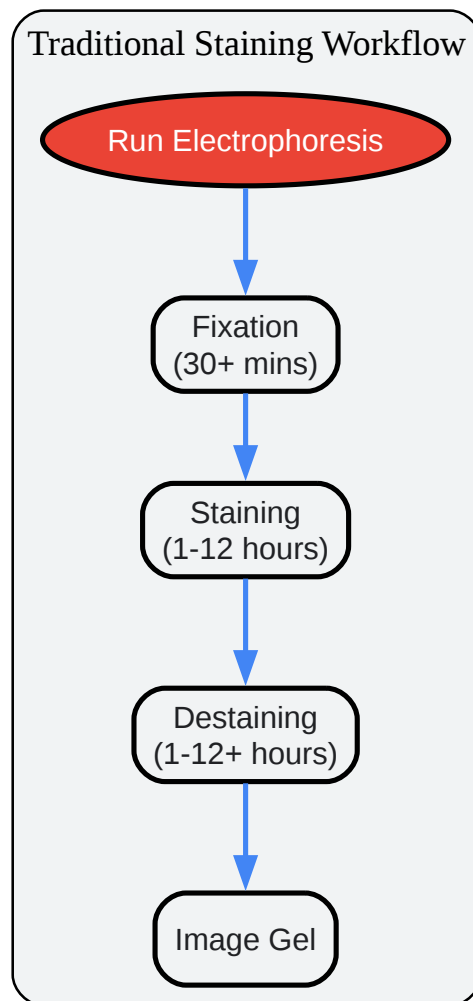 Traditional Staining Workflow
Run Electrophoresis
Fixation
(30+ mins)
Staining
(1-12 hours)
Destaining
(1-12+ hours)
Image Gel